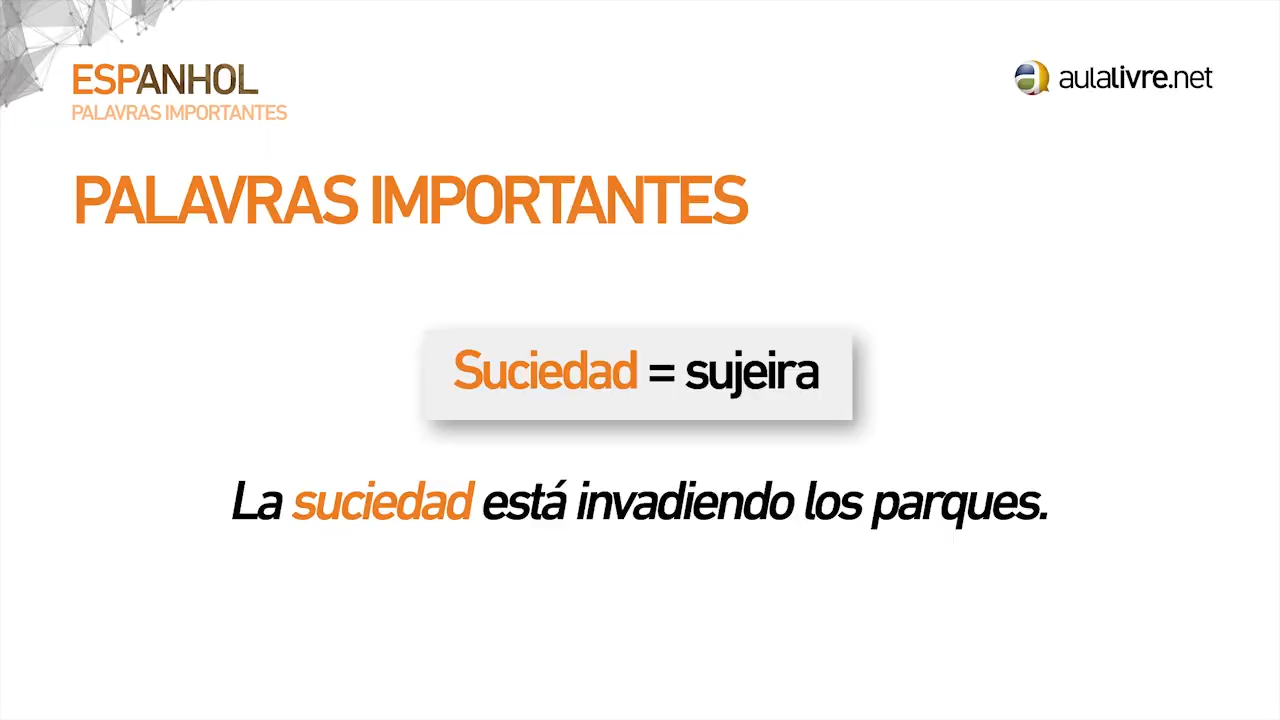 ESPANHOL
PALAVRAS IMPORTANTES
aulalivre.net
PALAVRAS IMPORTANTES
Suciedad = sujeira
La suciedad está invadiendo los parques.